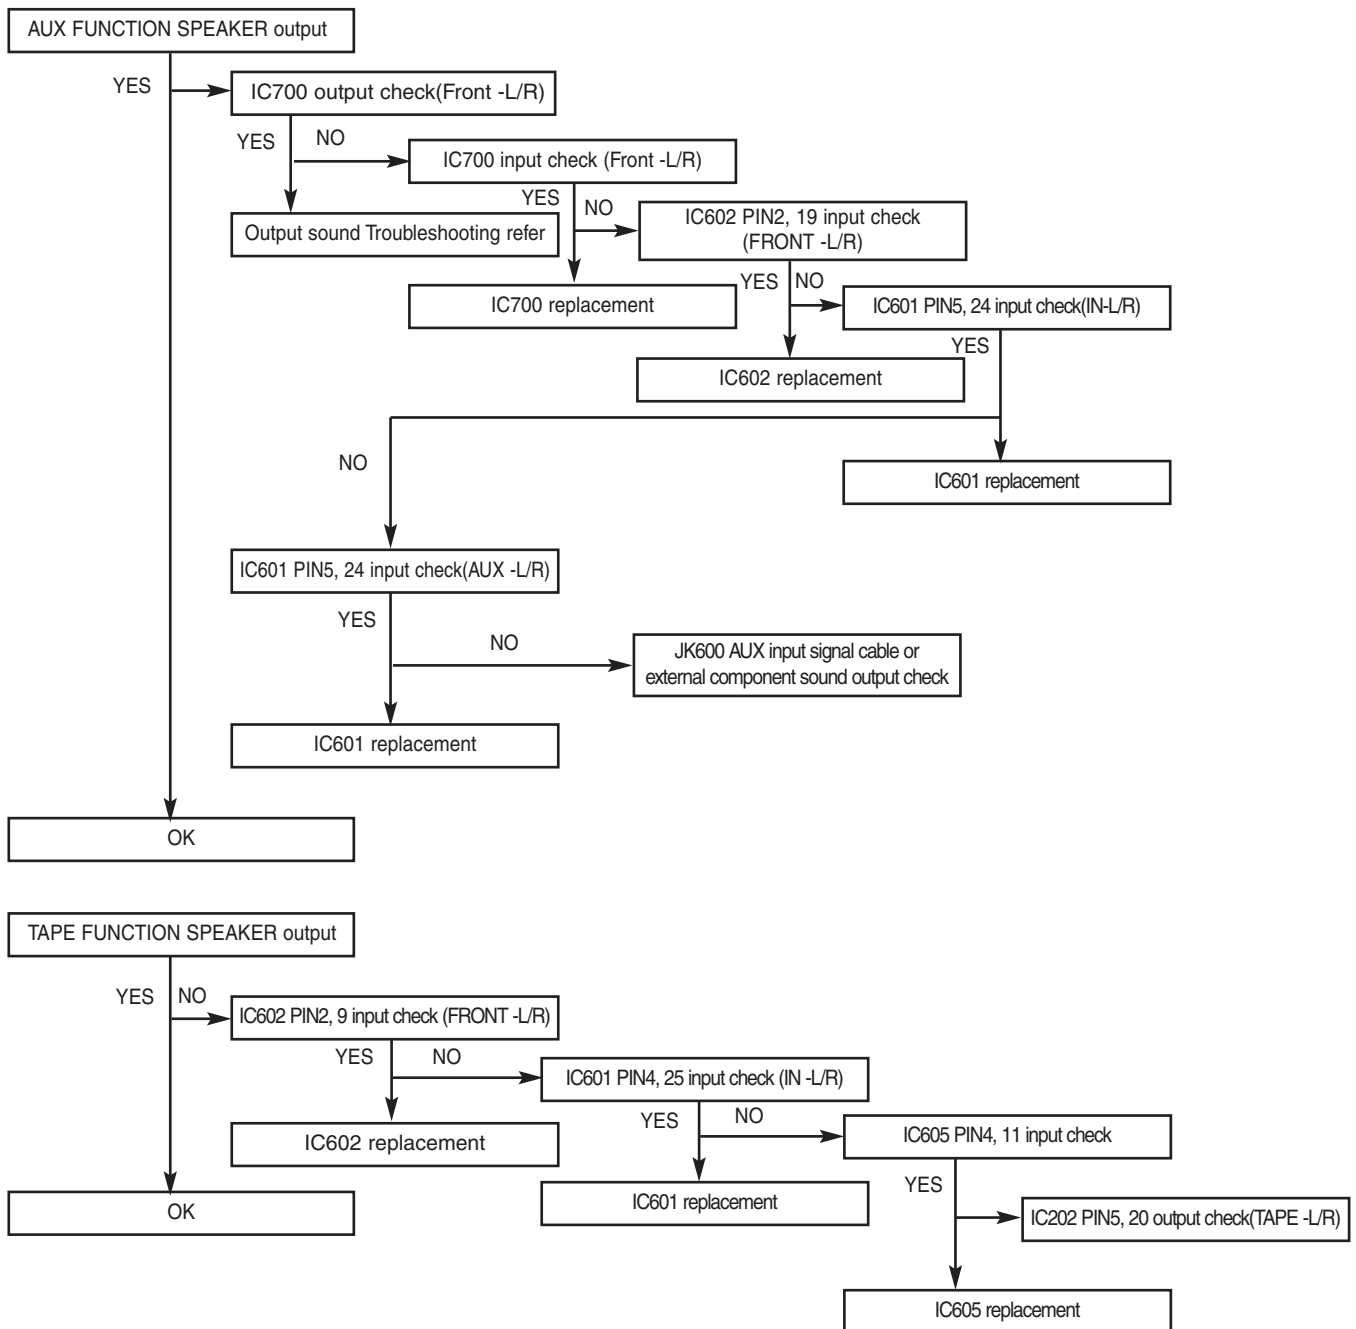 AUX FUNCTION SPEAKER output
YES
IC700 output check(Front -L/R)
YES
NO
IC700 input check (Front -L/R)
Output sound Troubleshooting refer
YES
NO
IC602 PIN2, 19 input check
(FRONT -L/R)
IC700 replacement
YES
NO
IC601 PIN5, 24 input check(IN-L/R)
IC602 replacement
YES
IC601 replacement
NO
IC601 PIN5, 24 input check(AUX -L/R)
YES
NO
JK600 AUX input signal cable or
external component sound output check
IC601 replacement
OK
TAPE FUNCTION SPEAKER output
YES
NO
IC602 PIN2, 9 input check (FRONT -L/R)
YES
NO
IC601 PIN4, 25 input check (IN -L/R)
IC602 replacement
YES
NO
IC605 PIN4, 11 input check
IC601 replacement
YES
IC202 PIN5, 20 output check(TAPE -L/R)
OK
IC605 replacement